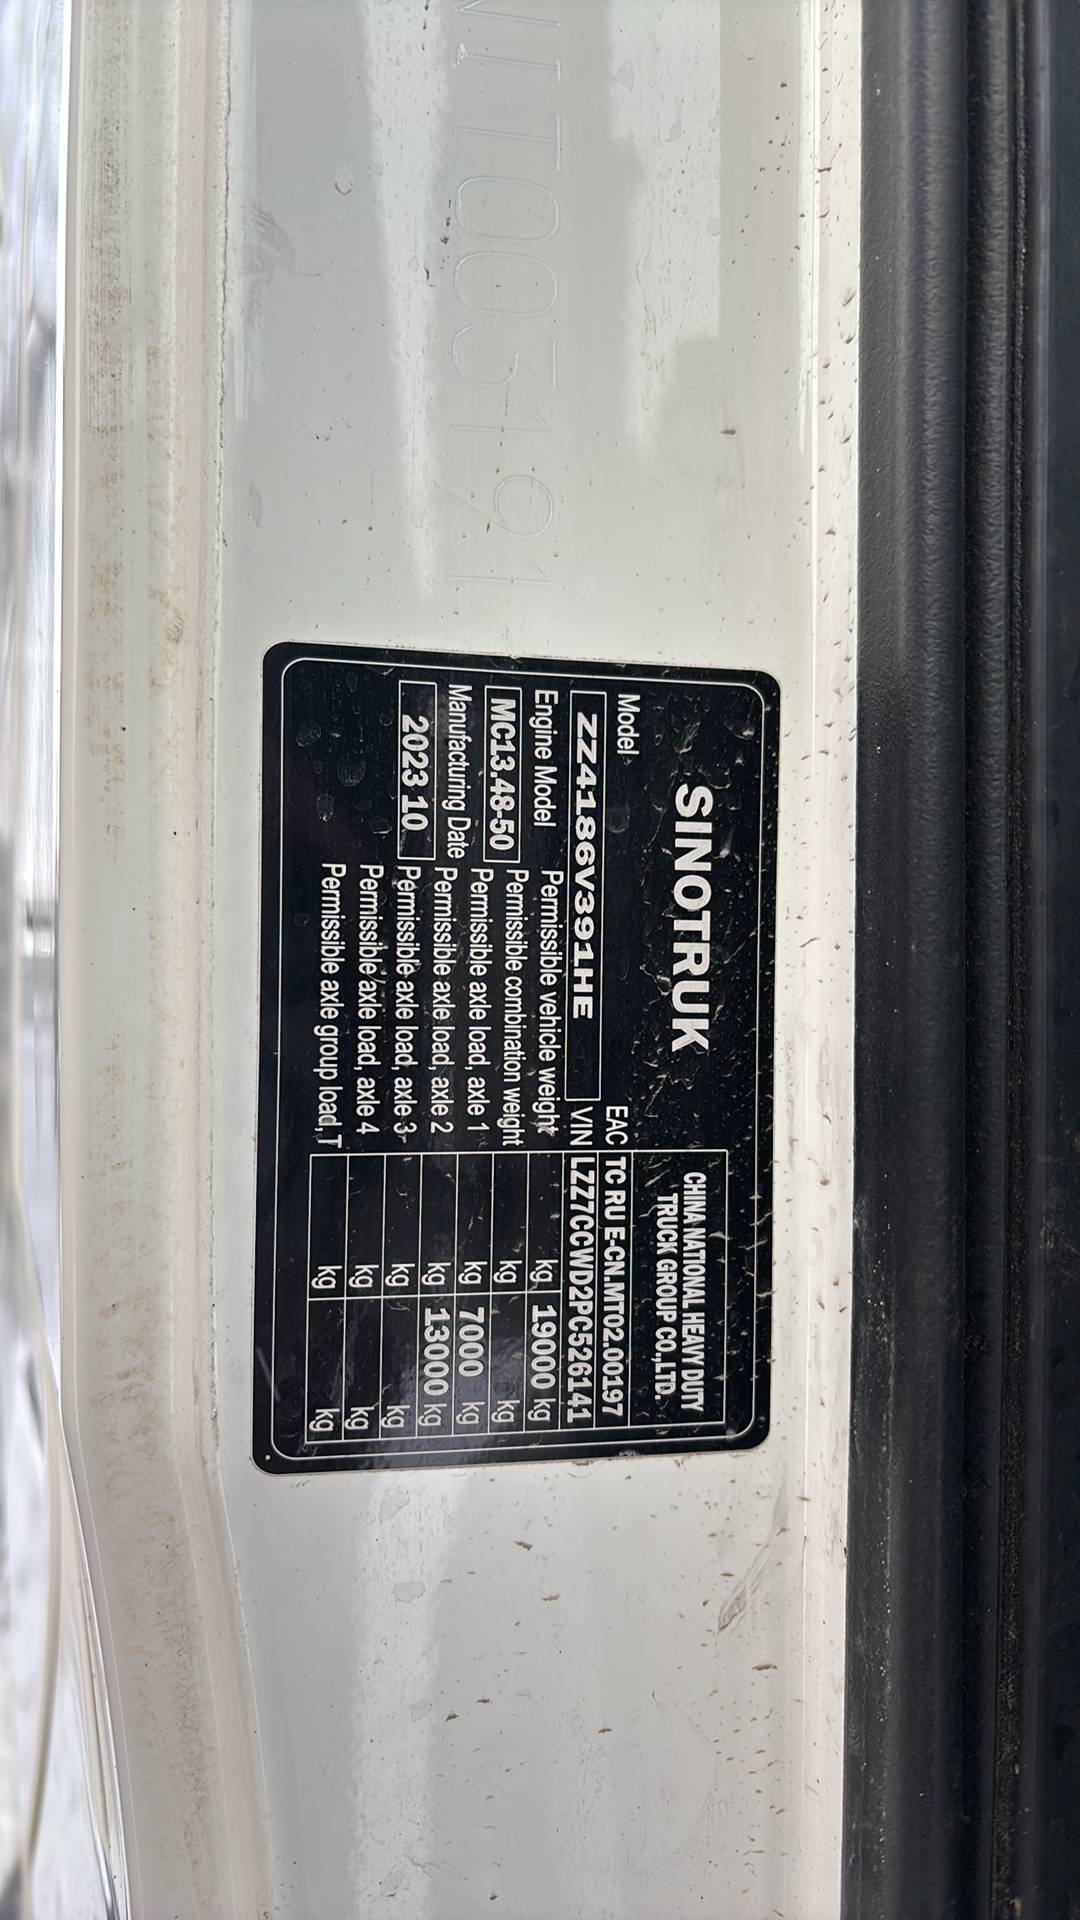 NIT003191
SINOTRUK
CHINA NATIONAL HEAVY DUTY
TRUCK GROUP CO.,LTD.
Model
EAC TC RU E-CN.MT02.00197
ZZ4186V391HE
VIN LZZ7CCWD2PC526141
Engine Model
Permissible vehicle weight kg 19000 kg
MC13.48-50
Permissible combination weight kg kg
Permissible axle load, axle 1 kg 7000 kg
Manufacturing Date
Permissible axle load, axle 2 kg 13000 kg
2023 10
Permissible axle load, axle 3 kg kg
Permissible axle load, axle 4 kg kg
Permissible axle group load,T kg kg